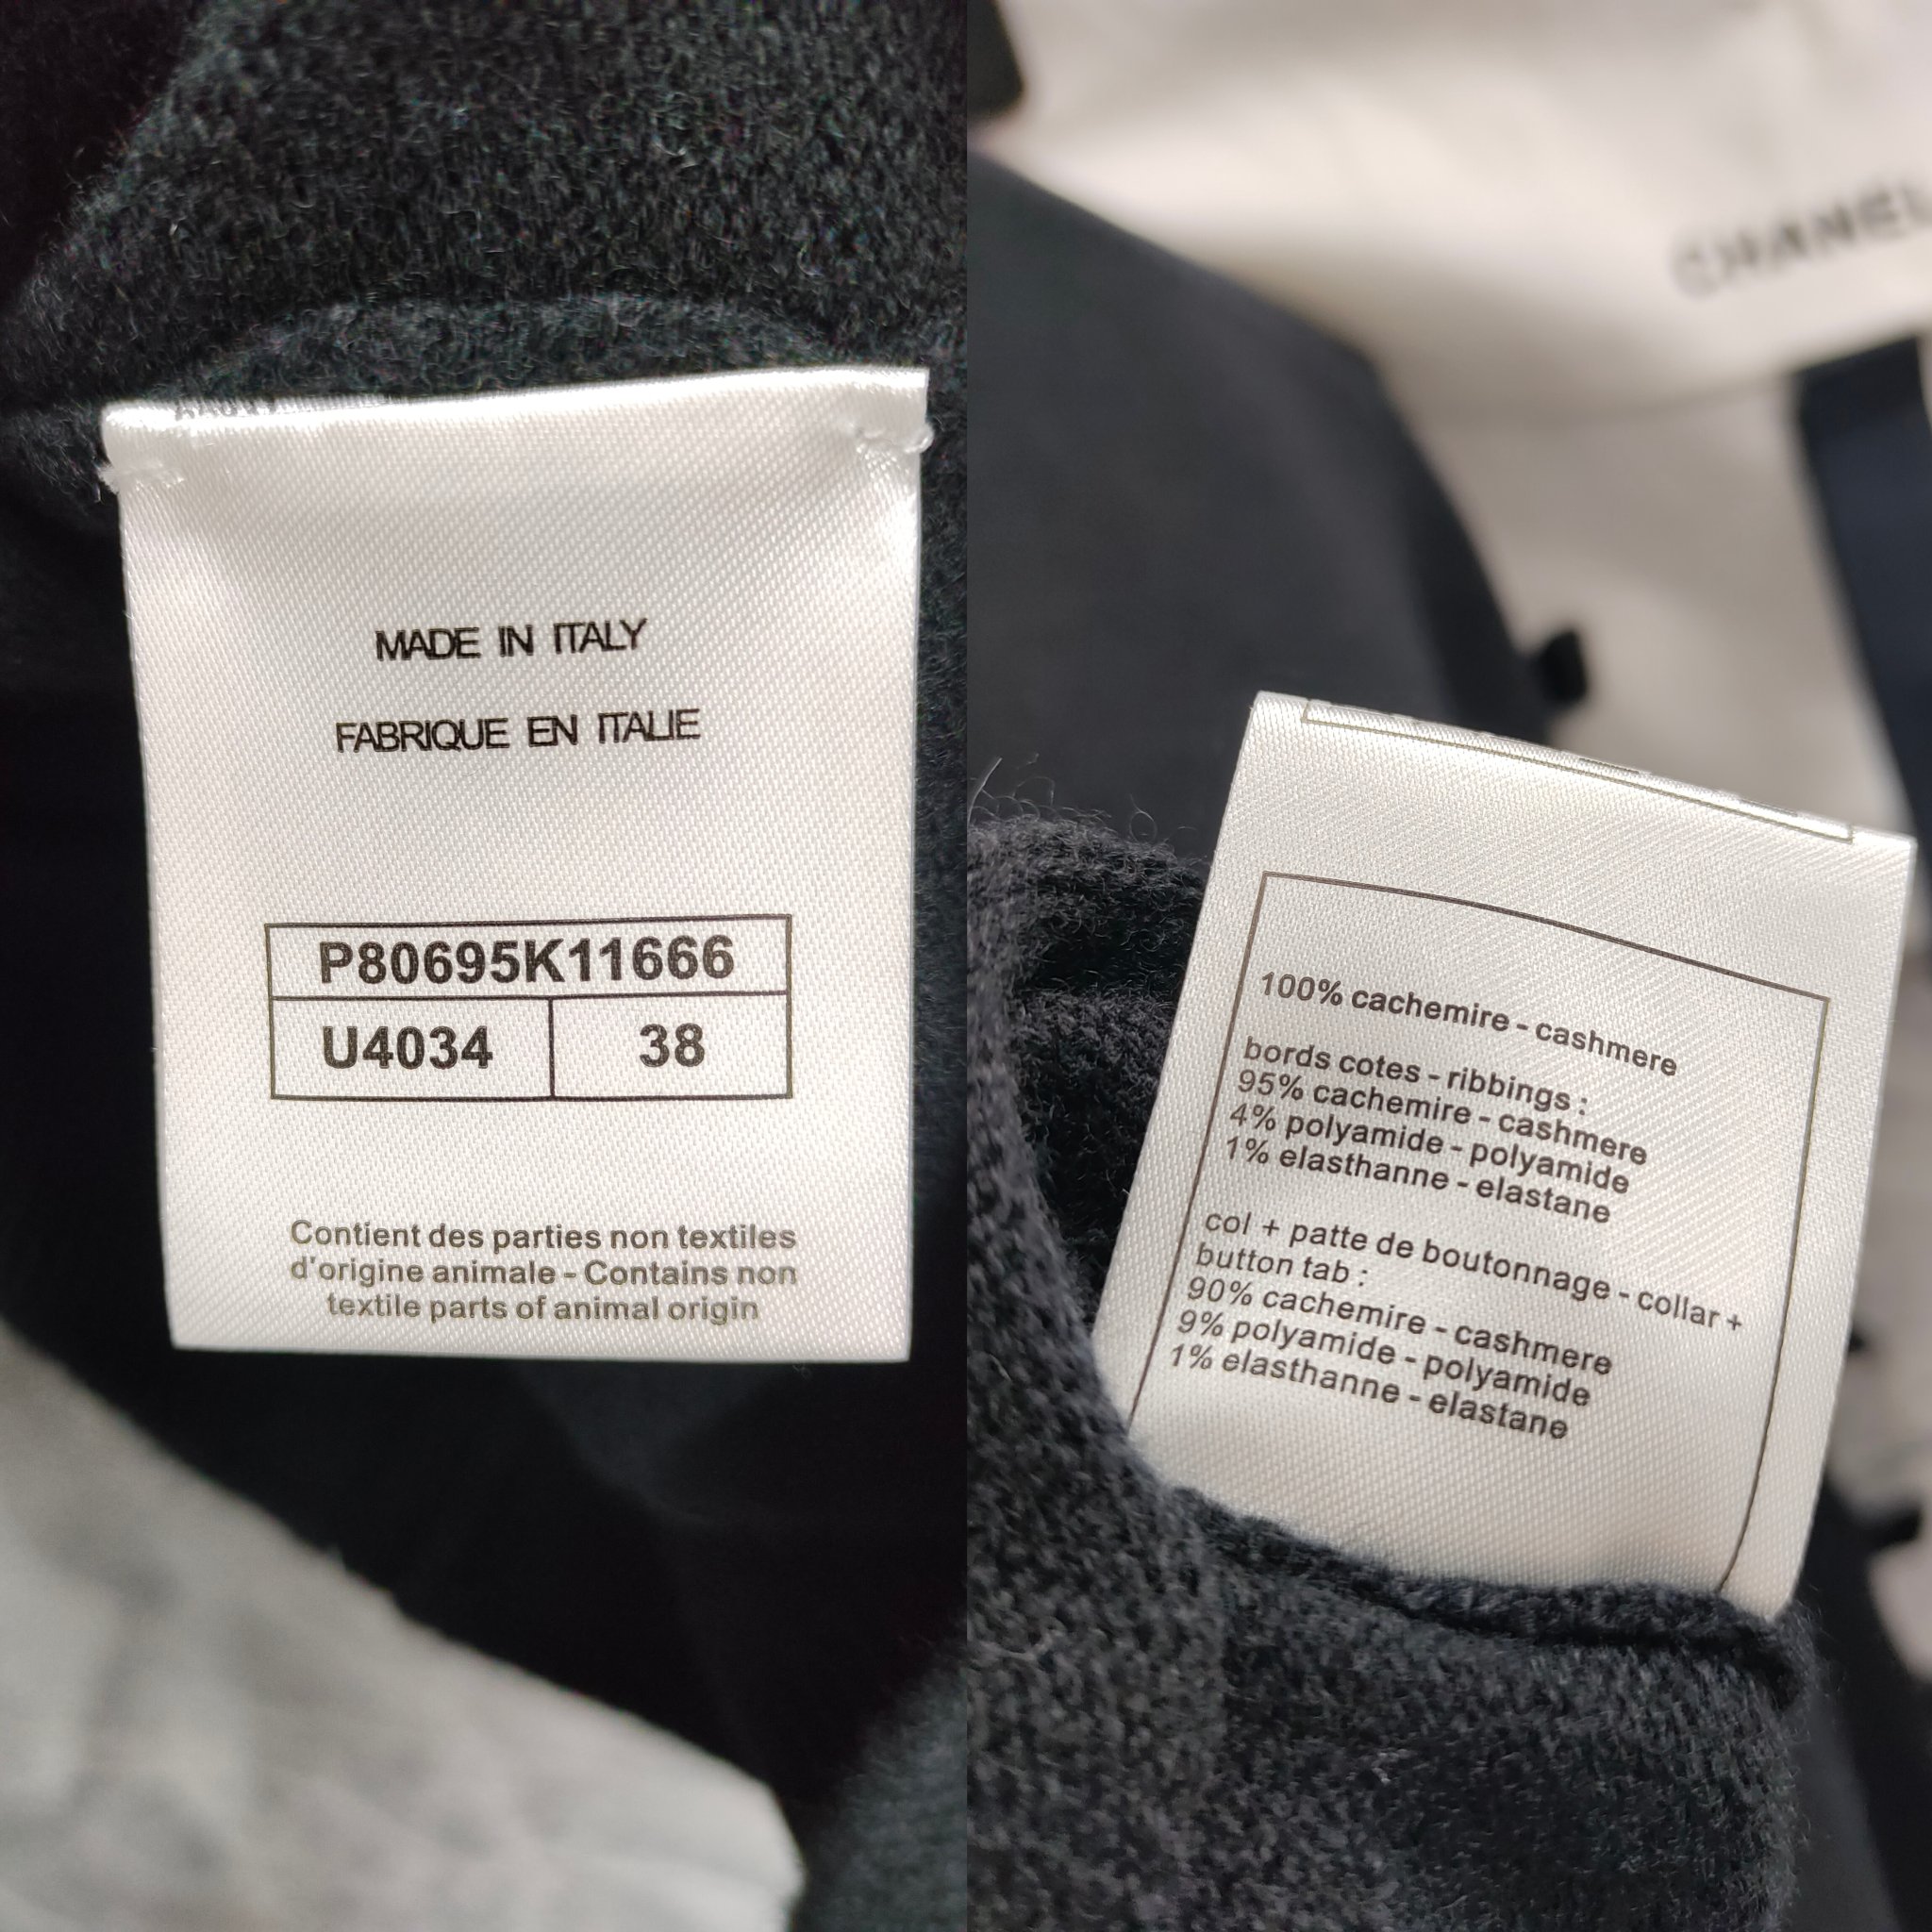 MADE IN ITALY
FABRIQUE EN ITALIE
P80695K11666
U4034 38
Contient des parties non textiles
d'origine animale - Contains non
textile parts of animal origin
CHANEL
100% cachemire - cashmere
bords cotes - ribbings :
95% cachemire - cashmere
4% polyamide - polyamide
1% elasthanne - elastane
col + patte de boutonnage - collar +
button tab :
90% cachemire - cashmere
9% polyamide - polyamide
1% elasthanne - elastane